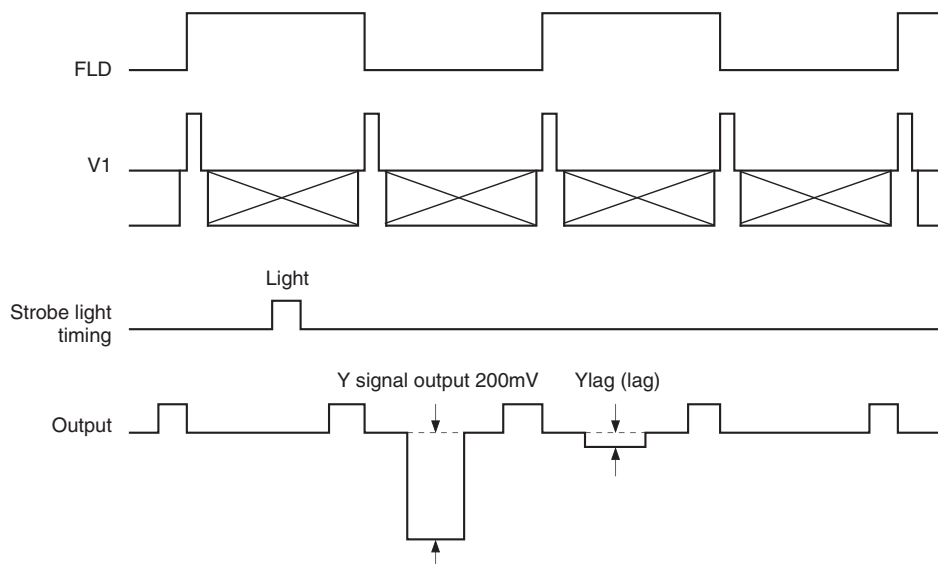 FLD
V1
Light
Strobe light
timing
Y signal output 200mV
Ylag (lag)
Output